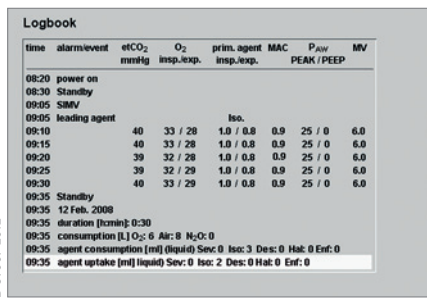 Logbook
time alarm/event etCO2 O2 prim. agent MAC PAW MV
mmHg insp./exp. insp./exp. PEAK / PEEP
08:20 power on
08:30 Standby
09:05 SIMV
09:05 leading agent Iso.
09:10 40 33 / 28 1.0 / 0.8 0.9 25 / 0 6.0
09:15 40 33 / 28 1.0 / 0.8 0.9 25 / 0 6.0
09:20 39 32 / 28 1.0 / 0.8 0.9 25 / 0 6.0
09:25 39 32 / 29 1.0 / 0.8 0.9 25 / 0 6.0
09:30 40 33 / 29 1.0 / 0.8 0.9 25 / 0 6.0
09:35 Standby
09:35 12 Feb. 2008
09:35 duration [h:min]: 0:30
09:35 consumption [L] O2: 6 Air: 8 N2O: 0
09:35 agent consumption [ml] (liquid) Sev: 0 Iso: 3 Des: 0 Hal: 0 Enf: 0
09:35 agent uptake [ml] liquid) Sev: 0 Iso: 2 Des: 0 Hal: 0 Enf: 0